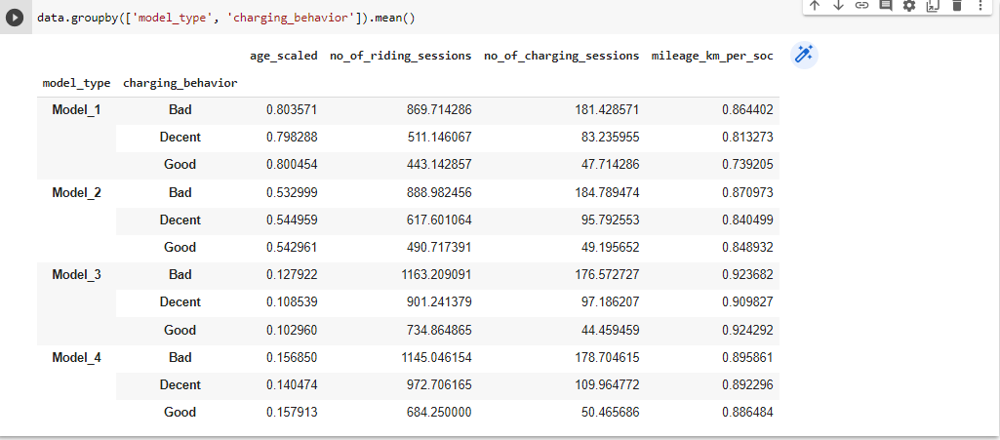 data.groupby(['model_type', 'charging_behavior']).mean()
age_scaled no_of_riding_sessions no_of_charging_sessions mileage_km_per_soc
model_type charging_behavior
Model_1 Bad 0.803571 869.714286 181.428571 0.864402
Decent 0.798288 511.146067 83.235955 0.813273
Good 0.800454 443.142857 47.714286 0.739205
Model_2 Bad 0.532999 888.982456 184.789474 0.870973
Decent 0.544959 617.601064 95.792553 0.840499
Good 0.542961 490.717391 49.195652 0.848932
Model_3 Bad 0.127922 1163.209091 176.572727 0.923682
Decent 0.108539 901.241379 97.186207 0.909827
Good 0.102960 734.864865 44.459459 0.924292
Model_4 Bad 0.156850 1145.046154 178.704615 0.895861
Decent 0.140474 972.706165 109.964772 0.892296
Good 0.157913 684.250000 50.465686 0.886484